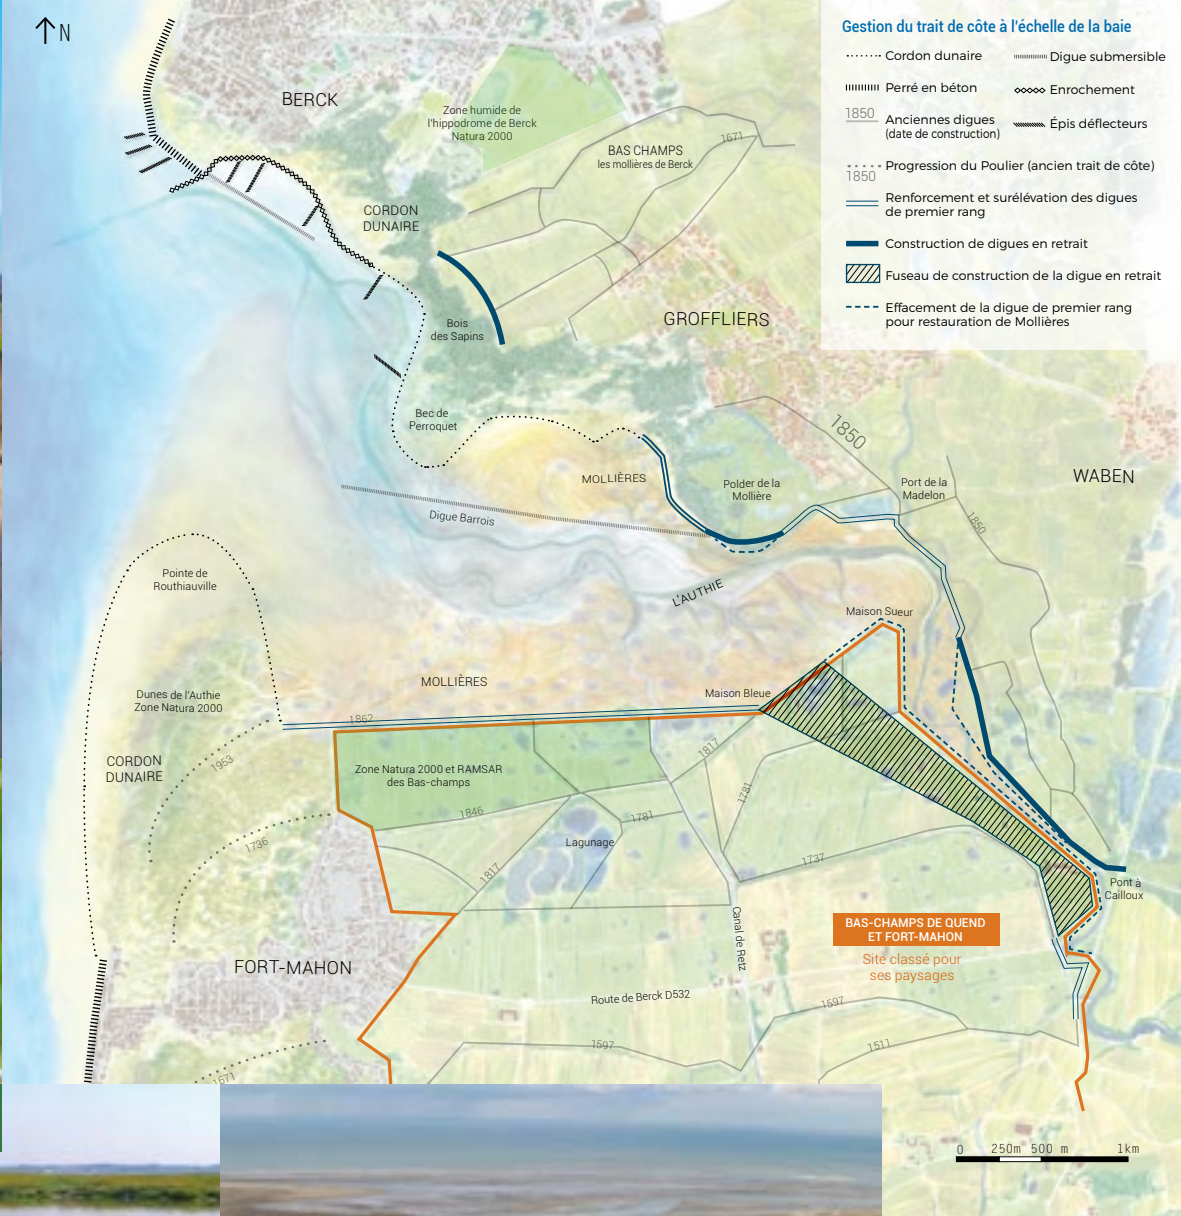 N
Gestion du trait de côte à l'échelle de la baie
Cordon dunaire
Digue submersible
Perré en béton
Enrochement
1850
Anciennes digues
(date de construction)
Épis déflecteurs
Progression du Poulier (ancien trait de côte)
1850
Renforcement et surélévation des digues
de premier rang
Construction de digues en retrait
Fuseau de construction de la digue en retrait
Effacement de la digue de premier rang
pour restauration de Mollières
BERCK
Zone humide de
l'hippodrome de Berck
Natura 2000
1671
BAS CHAMPS
les mollières de Berck
CORDON
DUNAIRE
Bois
des Sapins
GROFFLIERS
Bec de
Perroquet
1850
MOLLIÈRES
Polder de la
Mollière
Port de la
Madelon
WABEN
Digue Barrois
1850
Pointe de
Routhiauville
L'AUTHIE
Maison Sueur
MOLLIÈRES
Maison Bleue
Dunes de l'Authie
Zone Natura 2000
1862
CORDON
DUNAIRE
1953
Zone Natura 2000 et RAMSAR
des Bas-champs
1817
1781
1846
1781
1736
Lagunage
1737
1817
Pont à
Cailloux
Canal de Retz
BAS-CHAMPS DE QUEND
ET FORT-MAHON
Site classé pour
ses paysages
FORT-MAHON
Route de Berck D532
1597
1597
1511
1671
0 250m 500 m 1km